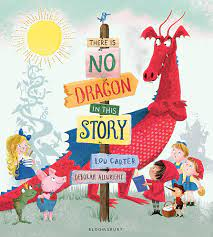 THERE IS
NO
DRAGON
IN THIS
STORY
LOU CARTER
DEBORAH ALLWRIGHT
BLOOMSBURY